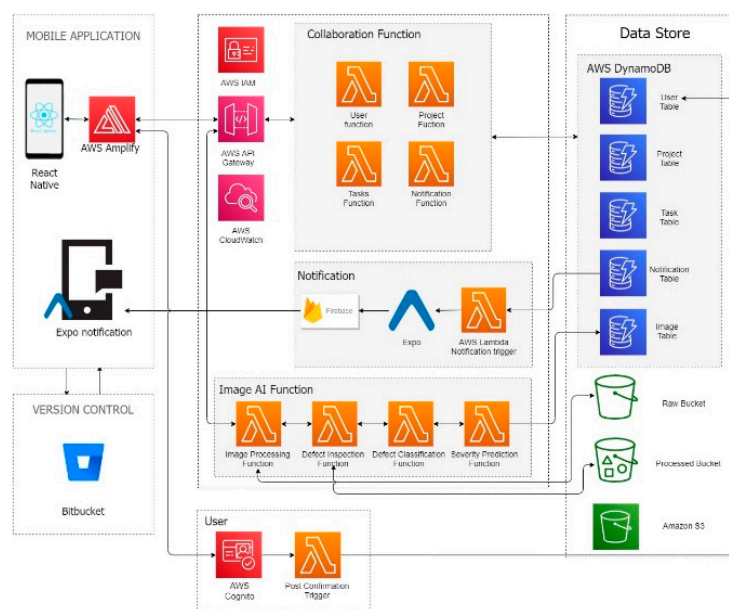 MOBILE APPLICATION
React
Native
AWS Amplify
Expo notification
VERSION CONTROL
Bitbucket
AWS IAM
AWS API
Gateway
AWS
CloudWatch
Collaboration Function
User
function
Project
Fuction
Tasks
Function
Notification
Function
Notification
Firebase
Expo
AWS Lambda
Notification trigger
Image AI Function
Image Processing
Function
Defect Inspection
Function
Defect Classification
Function
Severity Prediction
Function
User
AWS
Cognito
Post Confirmation
Trigger
Data Store
AWS DynamoDB
User
Table
Project
Table
Task
Table
Notification
Table
Image
Table
Raw Bucket
Processed Bucket
Amazon S3